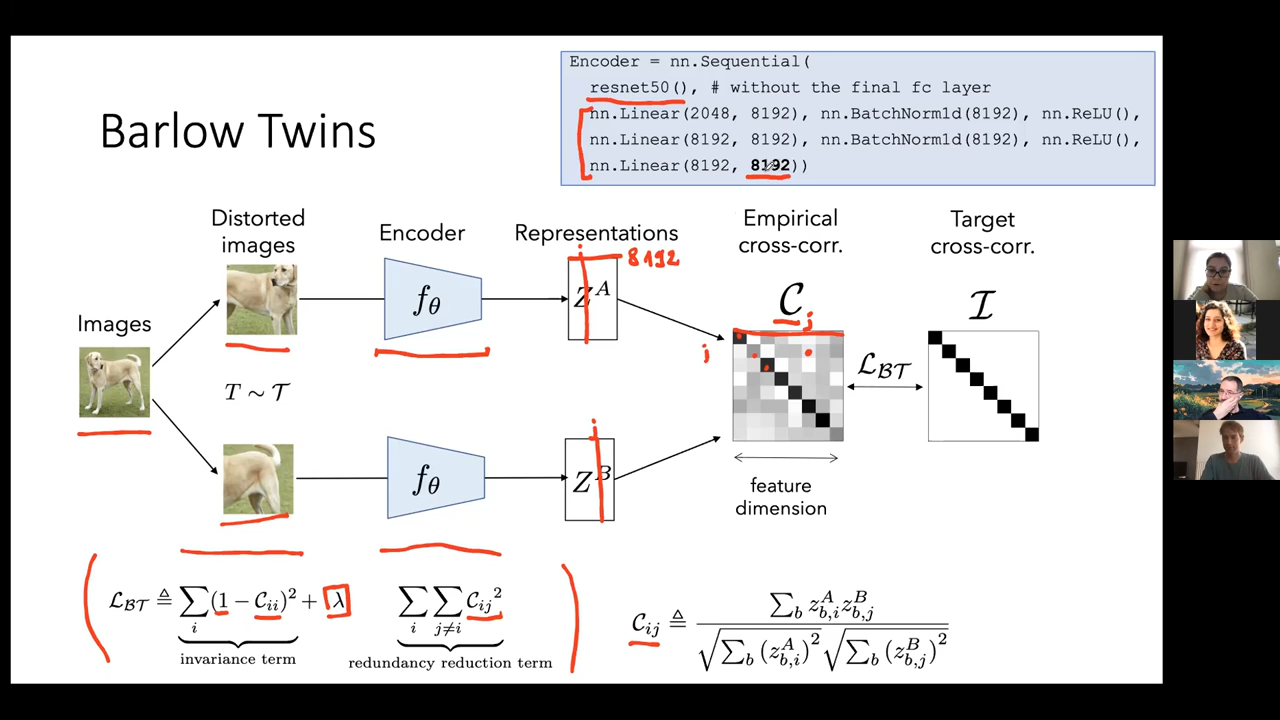 Encoder = nn.Sequential(
resnet50(), # without the final fc layer
nn.Linear(2048, 8192), nn.BatchNorm1d(8192), nn.ReLU(),
nn.Linear(8192, 8192), nn.BatchNorm1d(8192), nn.ReLU(),
nn.Linear(8192, 8192))
Barlow Twins
Images
Distorted
images
Encoder
Representations
Empirical
cross-corr.
Target
cross-corr.
8192
i
f_θ
Z^A
C
j
i
I
T ∼ 𝒯
L_BT
j
f_θ
Z^B
feature
dimension
L_BT ≜ ∑_i (1 − C_ii)² + λ ∑_i ∑_{j≠i} C_ij²
invariance term
redundancy reduction term
C_ij ≜ ∑_b z^A_{b,i} z^B_{b,j} / √(∑_b (z^A_{b,i})²) √(∑_b (z^B_{b,j})²)